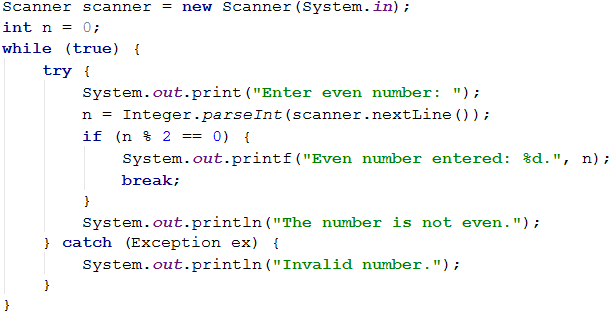 Scanner scanner = new Scanner(System.in);
int n = 0;
while (true) {
    try {
        System.out.print("Enter even number: ");
        n = Integer.parseInt(scanner.nextLine());
        if (n % 2 == 0) {
            System.out.printf("Even number entered: %d.", n);
            break;
        }
        System.out.println("The number is not even.");
    } catch (Exception ex) {
        System.out.println("Invalid number.");
    }
}